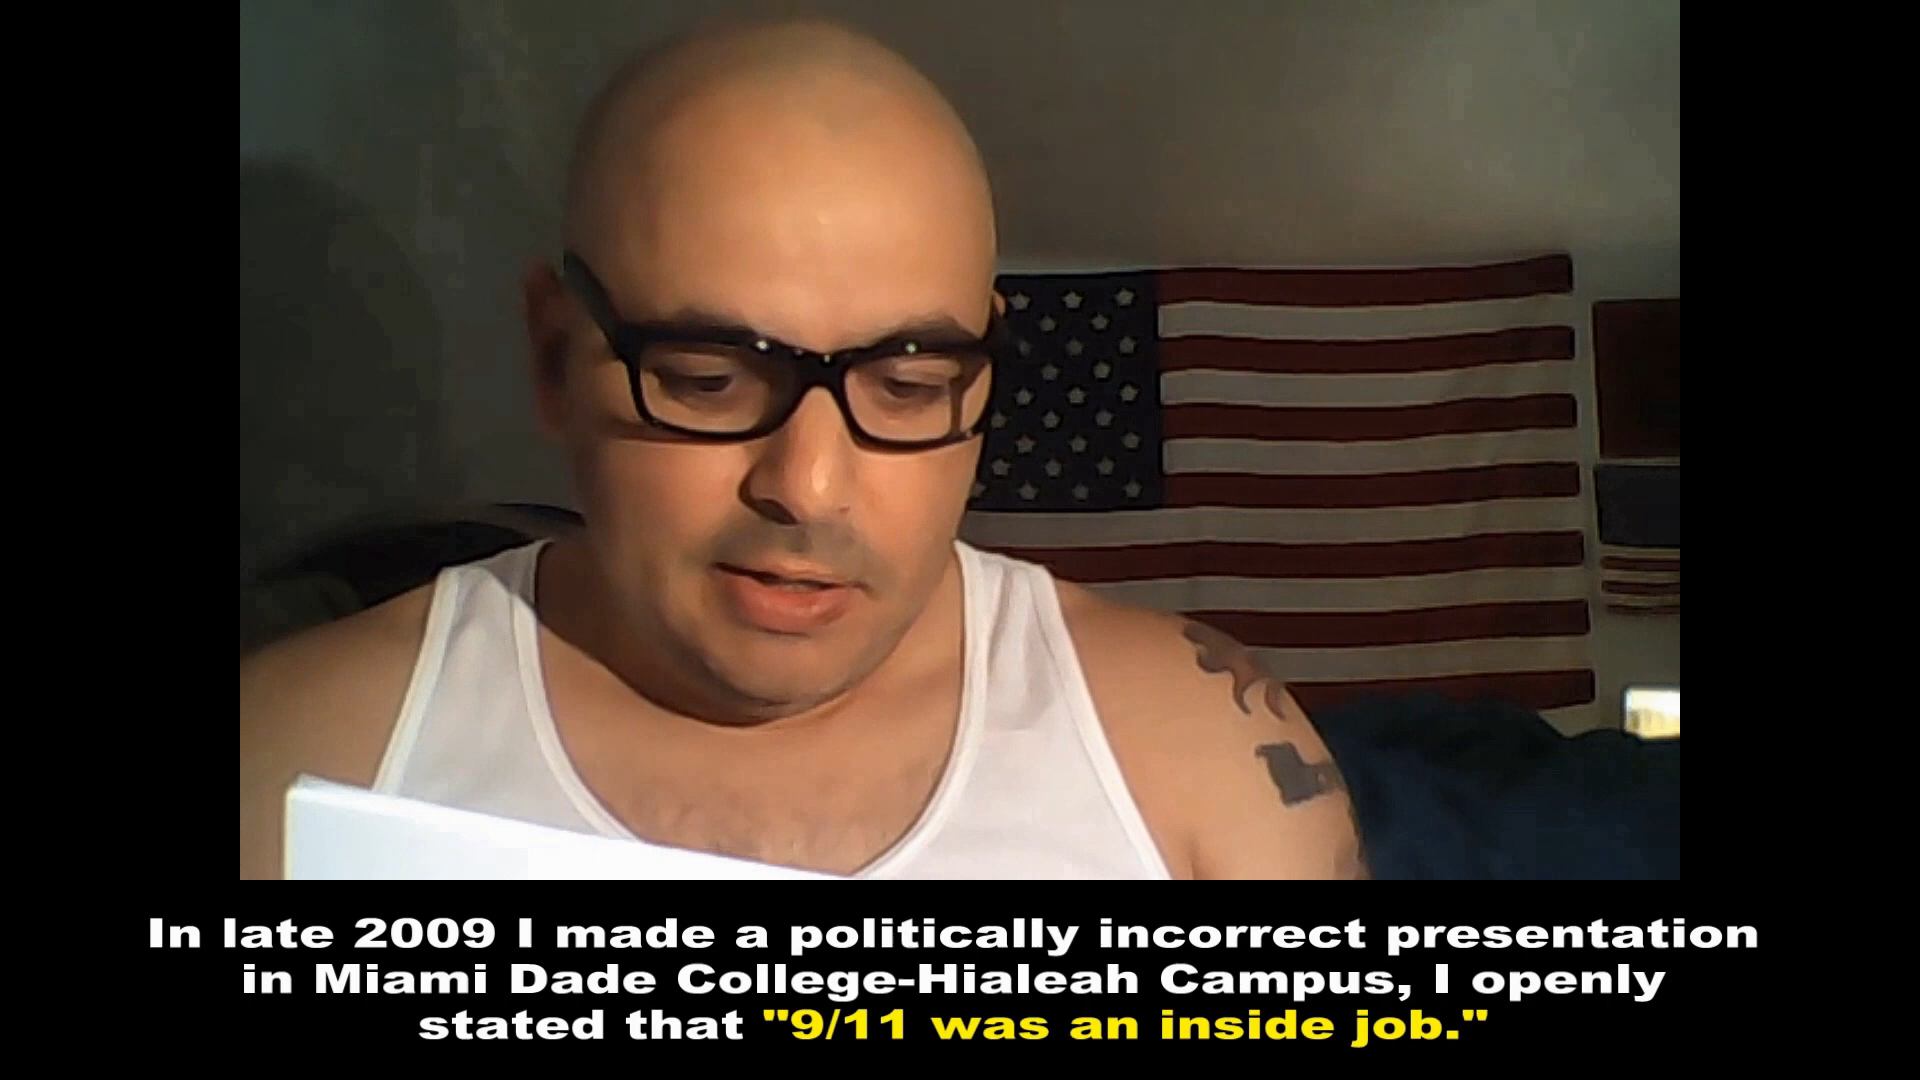 In late 2009 I made a politically incorrect presentation
in Miami Dade College-Hialeah Campus, I openly
stated that "9/11 was an inside job."